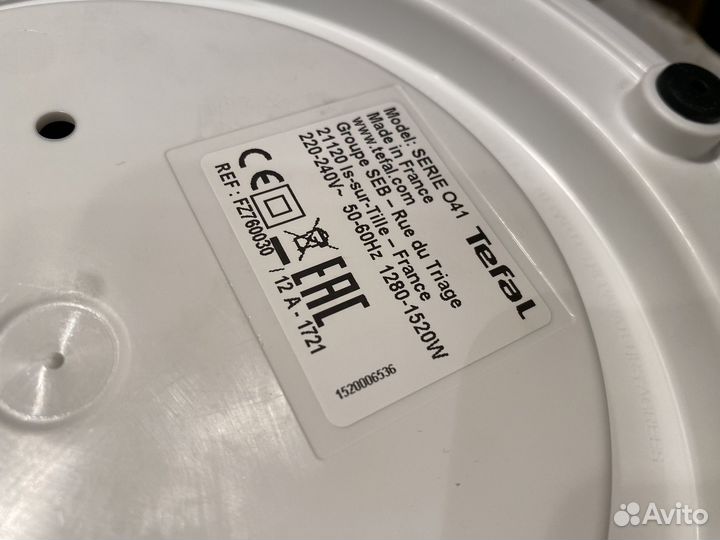 Tefal
Model: SERIE O41
Made in France
www.tefal.com
Groupe SEB – Rue du Triage
21120 Is-sur-Tille – France
220-240V~ 50-60Hz 1280-1520W
CE
EAC
REF : FZ760030 / 12 A - 1721
1520006536
Avito